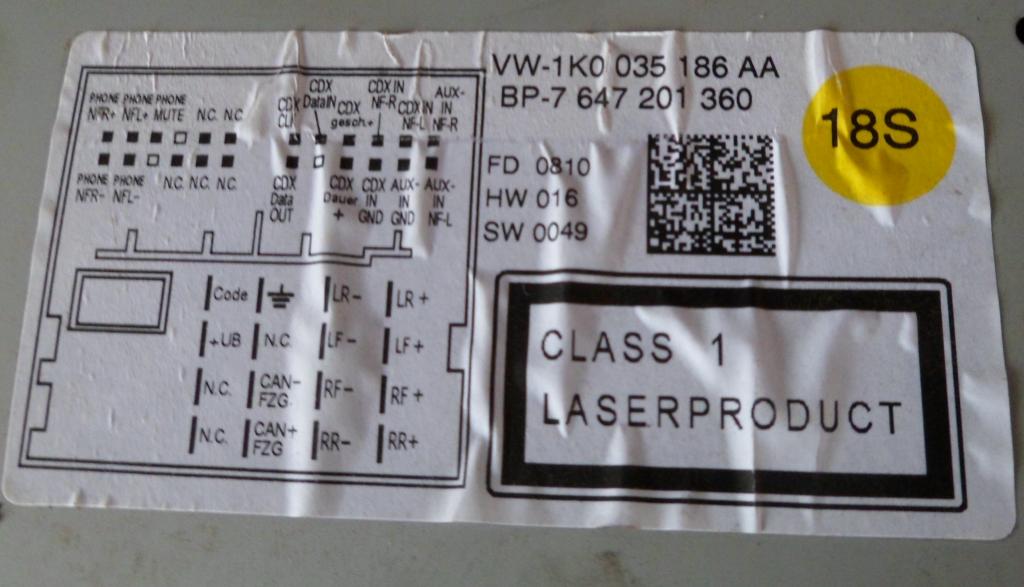 VW-1K0 035 186 AA
BP-7 647 201 360
18S
FD 0810
HW 016
SW 0049
CLASS 1
LASERPRODUCT
PHONE NFR+ PHONE NFL+ PHONE MUTE N.C. N.C. CDX CLK CDX DataIN CDX gesch.+ CDX IN NF-R CDX IN NF-L AUX-IN NF-R
PHONE NFR- PHONE NFL- N.C. N.C. N.C. CDX Data OUT CDX Dauer + CDX IN GND AUX-IN GND AUX-IN NF-L
Code LR- LR+
+UB N.C. LF- LF+
N.C. CAN-FZG RF- RF+
N.C. CAN+FZG RR- RR+